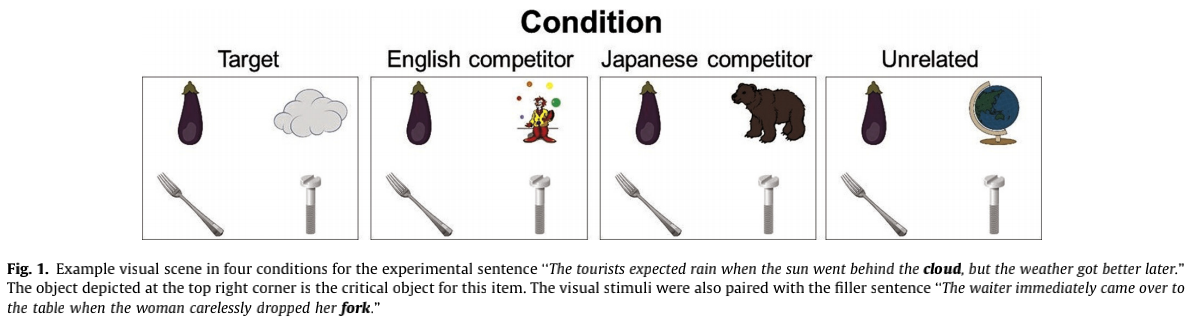 Condition
Target
English competitor
Japanese competitor
Unrelated
Fig. 1. Example visual scene in four conditions for the experimental sentence “The tourists expected rain when the sun went behind the cloud, but the weather got better later.”
The object depicted at the top right corner is the critical object for this item. The visual stimuli were also paired with the filler sentence “The waiter immediately came over to
the table when the woman carelessly dropped her fork.”